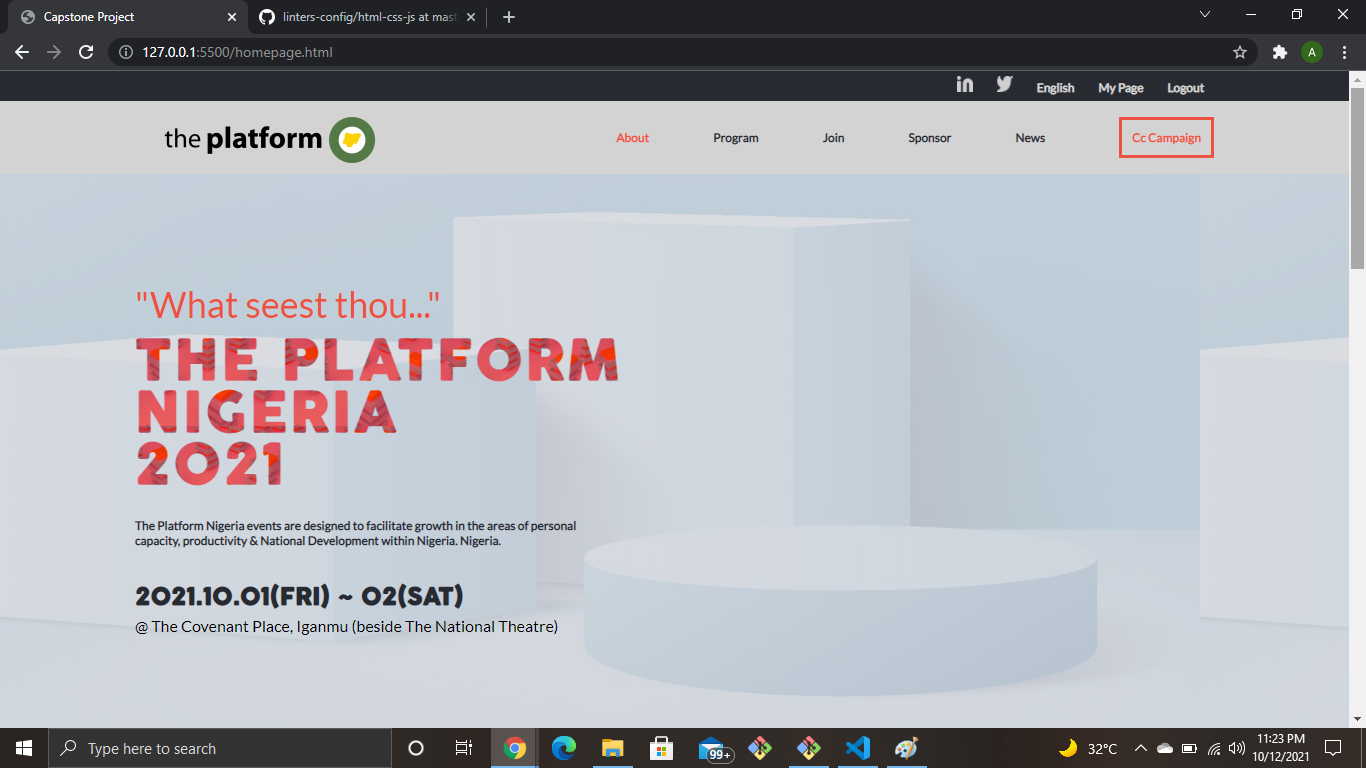 Capstone Project
linters-config/html-css-js at mast
127.0.0.1:5500/homepage.html
A
in
English
My Page
Logout
the platform
About
Program
Join
Sponsor
News
Cc Campaign
"What seest thou..."
THE PLATFORM
NIGERIA
2021
The Platform Nigeria events are designed to facilitate growth in the areas of personal
capacity, productivity & National Development within Nigeria. Nigeria.
2021.10.01(FRI) ~ 02(SAT)
@ The Covenant Place, Iganmu (beside The National Theatre)
Type here to search
99+
32°C
11:23 PM
10/12/2021